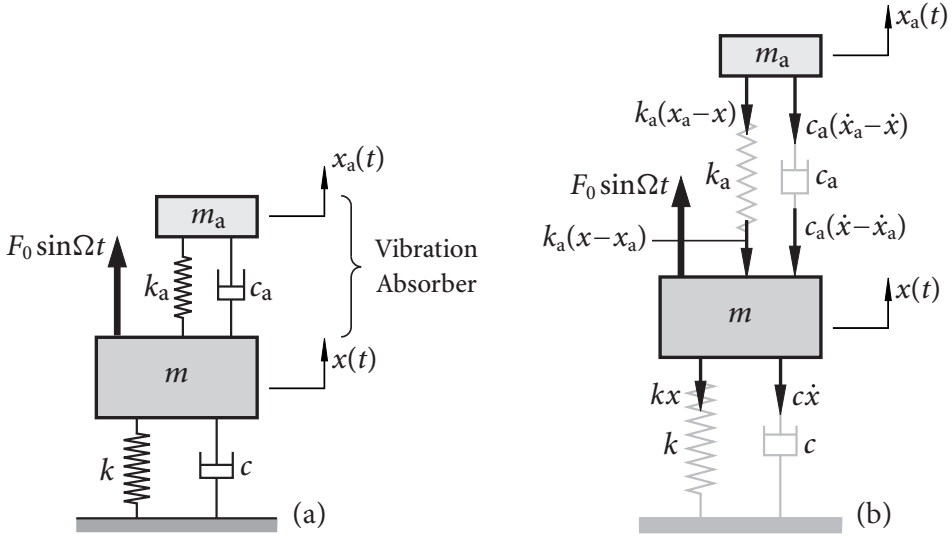 xₐ(t)
mₐ
F₀ sinΩt
kₐ
cₐ
Vibration
Absorber
x(t)
m
k
c
(a)
xₐ(t)
mₐ
kₐ(xₐ−x)
cₐ(ẋₐ−ẋ)
kₐ
cₐ
F₀ sinΩt
kₐ(x−xₐ)
cₐ(ẋ−ẋₐ)
x(t)
m
kx
cẋ
k
c
(b)